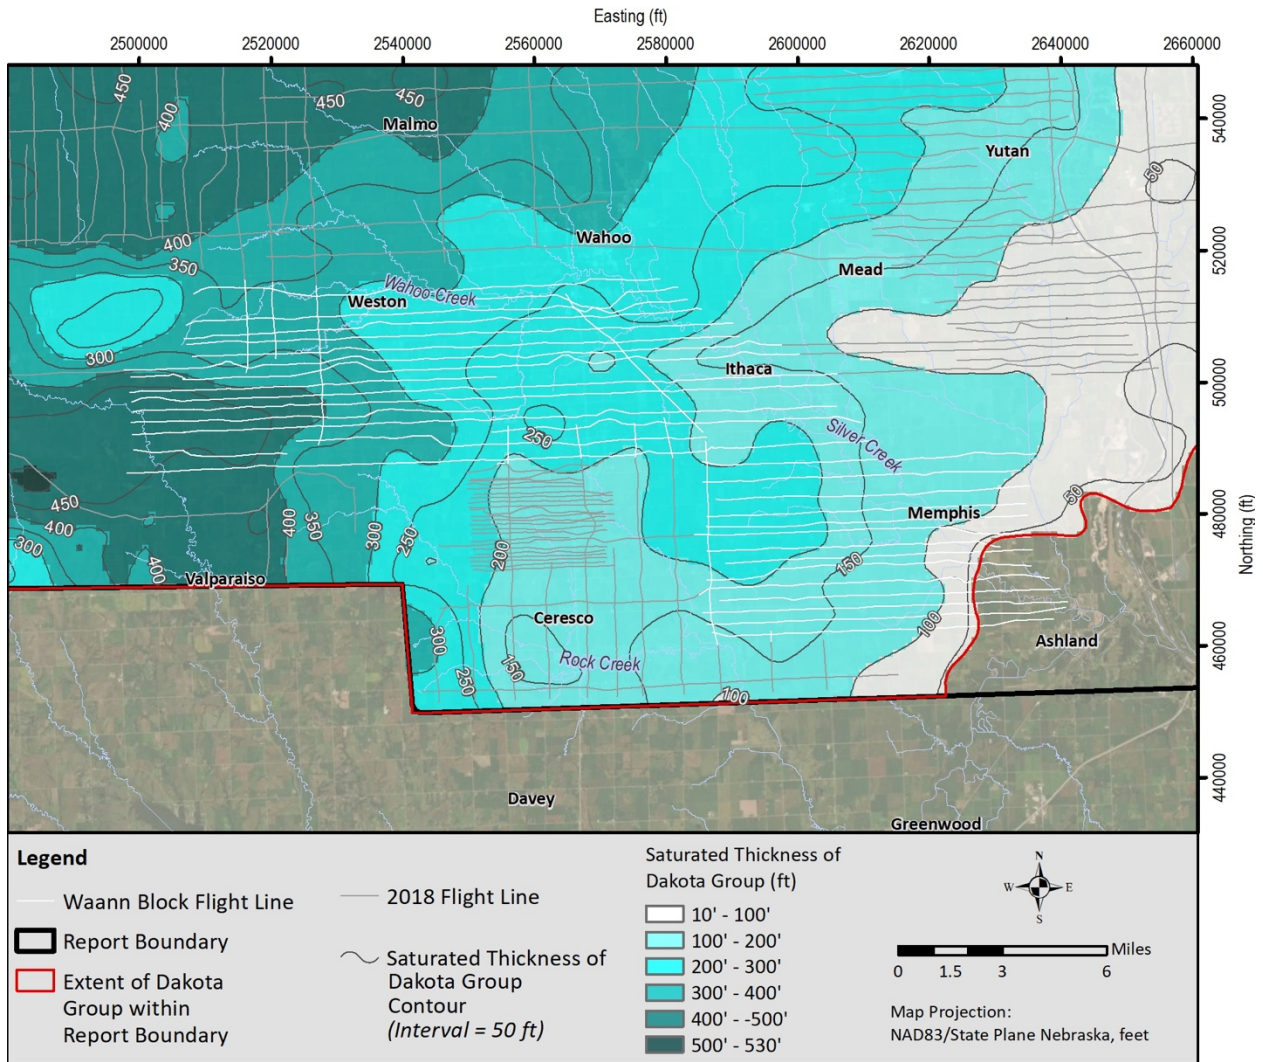 Easting (ft)
2500000
2520000
2540000
2560000
2580000
2600000
2620000
2640000
2660000
450
400
450
450
Malmo
540000
Yutan
50
400
350
Wahoo
Mead
520000
Wahoo Creek
Weston
300
Ithaca
500000
250
Silver Creek
450
400
300
400
350
300
250
200
Memphis
50
480000
Northing (ft)
400
Valparaiso
150
Ceresco
300
100
Ashland
460000
Rock Creek
150
250
100
440000
Davey
Greenwood
Legend
Waann Block Flight Line
Report Boundary
Extent of Dakota
Group within
Report Boundary
2018 Flight Line
Saturated Thickness of
Dakota Group
Contour
(Interval = 50 ft)
Saturated Thickness of
Dakota Group (ft)
10' - 100'
100' - 200'
200' - 300'
300' - 400'
400' - -500'
500' - 530'
N
W
E
S
Miles
0
1.5
3
6
Map Projection:
NAD83/State Plane Nebraska, feet